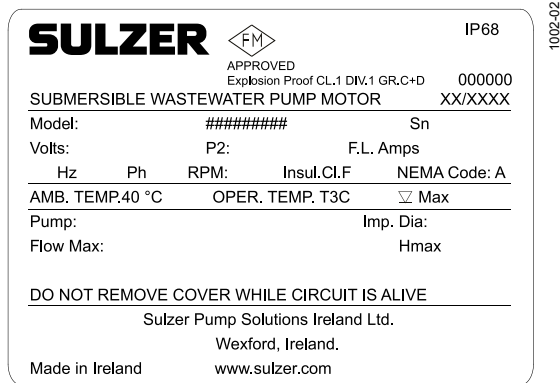 SULZER FM IP68
APPROVED
Explosion Proof CL.1 DIV.1 GR.C+D 000000
SUBMERSIBLE WASTEWATER PUMP MOTOR XX/XXXX
Model: ######### Sn
Volts: P2: F.L. Amps
Hz Ph RPM: Insul.Cl.F NEMA Code: A
AMB. TEMP.40 °C OPER. TEMP. T3C Max
Pump: Imp. Dia:
Flow Max: Hmax
DO NOT REMOVE COVER WHILE CIRCUIT IS ALIVE
Sulzer Pump Solutions Ireland Ltd.
Wexford, Ireland.
Made in Ireland www.sulzer.com
1002-02